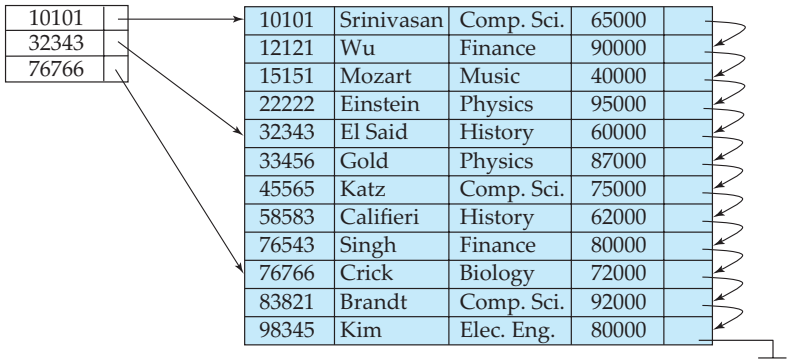 10101
32343
76766
10101 Srinivasan Comp. Sci. 65000
12121 Wu Finance 90000
15151 Mozart Music 40000
22222 Einstein Physics 95000
32343 El Said History 60000
33456 Gold Physics 87000
45565 Katz Comp. Sci. 75000
58583 Califieri History 62000
76543 Singh Finance 80000
76766 Crick Biology 72000
83821 Brandt Comp. Sci. 92000
98345 Kim Elec. Eng. 80000